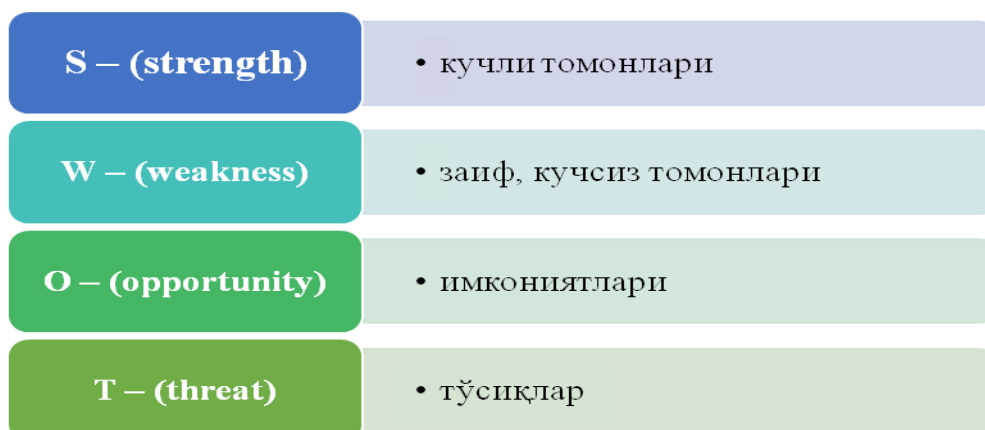 S – (strength)
• кучли томонлари
W – (weakness)
• заиф, кучсиз томонлари
O – (opportunity)
• имкониятлари
T – (threat)
• тўсиқлар